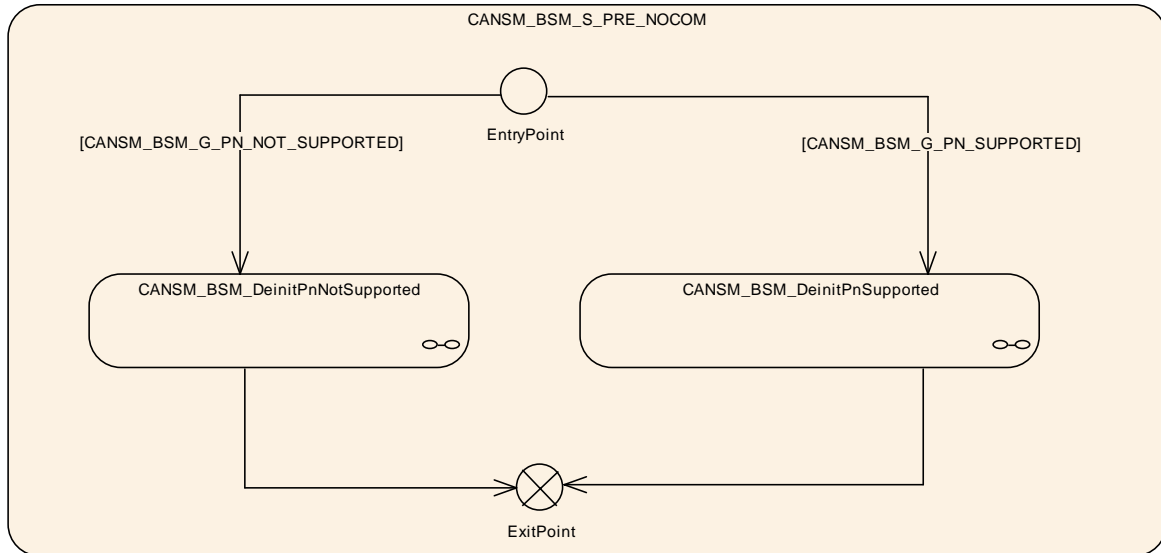 CANSM_BSM_S_PRE_NOCOM
EntryPoint
[CANSM_BSM_G_PN_NOT_SUPPORTED]
[CANSM_BSM_G_PN_SUPPORTED]
CANSM_BSM_DeinitPnNotSupported
CANSM_BSM_DeinitPnSupported
ExitPoint